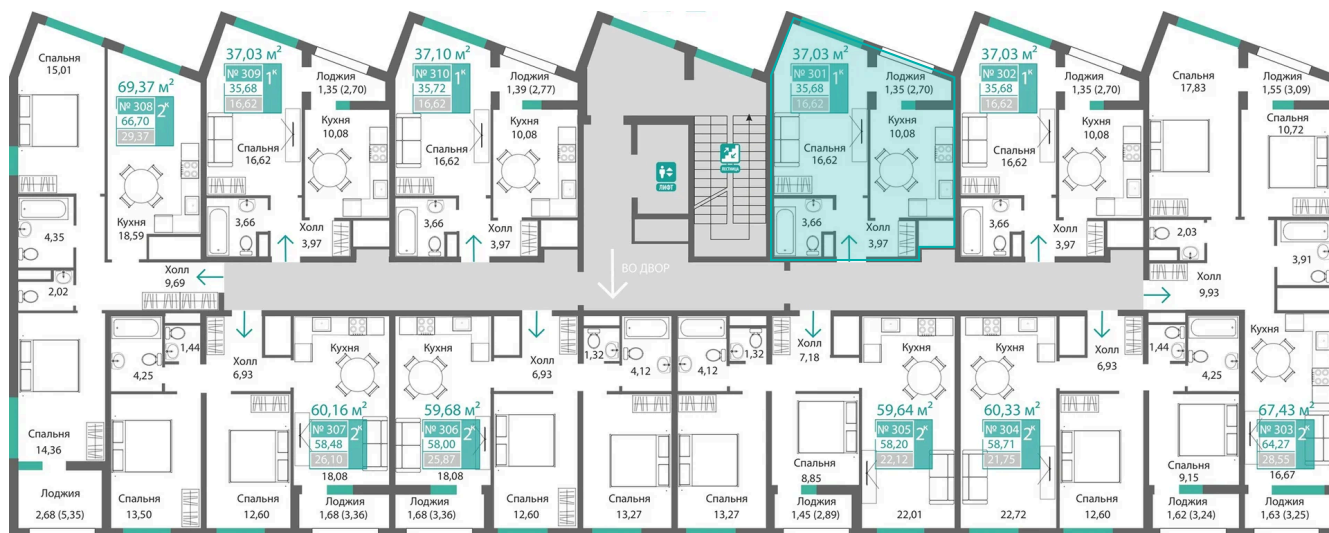 Спальня
15,01
69,37 м²
№ 308
66,70
29,37
2ᴷ
Кухня
18,59
4,35
2,02
Холл
9,69
Спальня
14,36
Лоджия
2,68 (5,35)
37,03 м²
№ 309
35,68
16,62
1ᴷ
Лоджия
1,35 (2,70)
Кухня
10,08
Спальня
16,62
3,66
Холл
3,97
37,10 м²
№ 310
35,72
16,62
1ᴷ
Лоджия
1,39 (2,77)
Кухня
10,08
Спальня
16,62
3,66
Холл
3,97
ЛИФТ
ЛЕСТНИЦА
ВО ДВОР
37,03 м²
№ 301
35,68
16,62
1ᴷ
Лоджия
1,35 (2,70)
Кухня
10,08
Спальня
16,62
3,66
Холл
3,97
37,03 м²
№ 302
35,68
16,62
1ᴷ
Лоджия
1,35 (2,70)
Кухня
10,08
Спальня
16,62
3,66
Холл
3,97
Спальня
17,83
Лоджия
1,55 (3,09)
Спальня
10,72
2,03
3,91
Холл
9,93
Кухня
67,43 м²
№ 303
64,27
28,55
2ᴷ
16,67
Лоджия
1,63 (3,25)
1,44
4,25
Холл
6,93
Кухня
60,16 м²
№ 307
58,48
26,10
2ᴷ
18,08
Спальня
13,50
Спальня
12,60
Лоджия
1,68 (3,36)
Кухня
Холл
6,93
1,32
4,12
59,68 м²
№ 306
58,00
25,87
2ᴷ
18,08
Лоджия
1,68 (3,36)
Спальня
12,60
Спальня
13,27
4,12
1,32
Холл
7,18
Кухня
59,64 м²
№ 305
58,20
22,12
2ᴷ
Спальня
13,27
Спальня
8,85
Лоджия
1,45 (2,89)
22,01
Кухня
Холл
6,93
1,44
4,25
60,33 м²
№ 304
58,71
21,75
2ᴷ
22,72
Спальня
12,60
Спальня
9,15
Лоджия
1,62 (3,24)